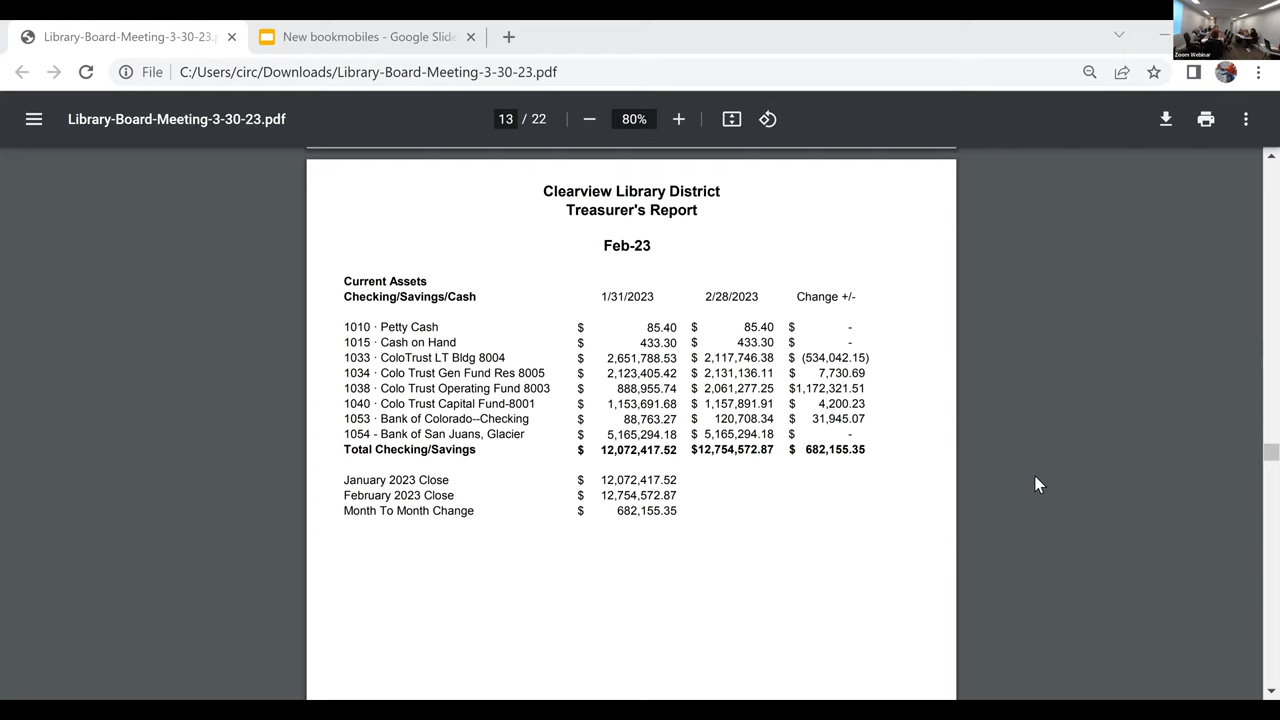 Library-Board-Meeting-3-30-23.
New bookmobiles - Google Slide
Zoom Webinar
File C:/Users/circ/Downloads/Library-Board-Meeting-3-30-23.pdf
Library-Board-Meeting-3-30-23.pdf 13 / 22 80%
Clearview Library District
Treasurer's Report
Feb-23
Current Assets
Checking/Savings/Cash 1/31/2023 2/28/2023 Change +/-
1010 · Petty Cash $ 85.40 $ 85.40 $ -
1015 · Cash on Hand $ 433.30 $ 433.30 $ -
1033 · ColoTrust LT Bldg 8004 $ 2,651,788.53 $ 2,117,746.38 $ (534,042.15)
1034 · Colo Trust Gen Fund Res 8005 $ 2,123,405.42 $ 2,131,136.11 $ 7,730.69
1038 · Colo Trust Operating Fund 8003 $ 888,955.74 $ 2,061,277.25 $1,172,321.51
1040 · Colo Trust Capital Fund-8001 $ 1,153,691.68 $ 1,157,891.91 $ 4,200.23
1053 · Bank of Colorado--Checking $ 88,763.27 $ 120,708.34 $ 31,945.07
1054 - Bank of San Juans, Glacier $ 5,165,294.18 $ 5,165,294.18 $ -
Total Checking/Savings $ 12,072,417.52 $12,754,572.87 $ 682,155.35
January 2023 Close $ 12,072,417.52
February 2023 Close $ 12,754,572.87
Month To Month Change $ 682,155.35